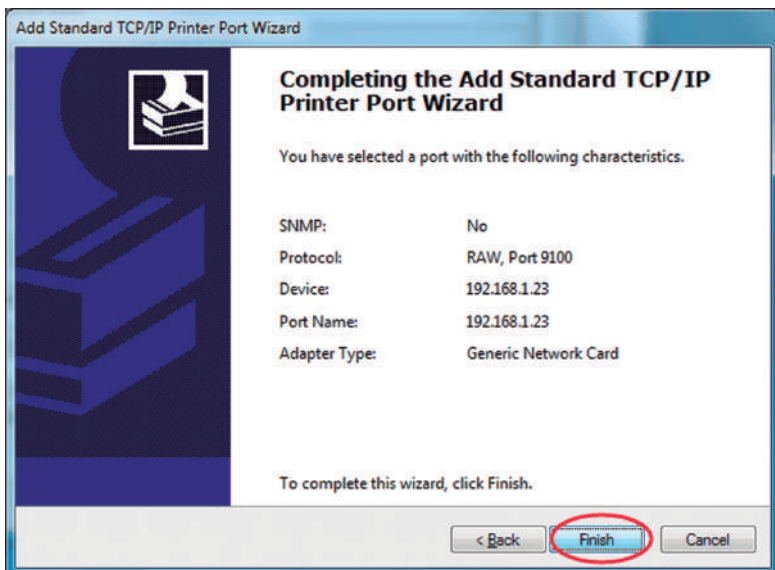 Add Standard TCP/IP Printer Port Wizard
Completing the Add Standard TCP/IP
Printer Port Wizard
You have selected a port with the following characteristics.
SNMP: No
Protocol: RAW, Port 9100
Device: 192.168.1.23
Port Name: 192.168.1.23
Adapter Type: Generic Network Card
To complete this wizard, click Finish.
< Back Finish Cancel